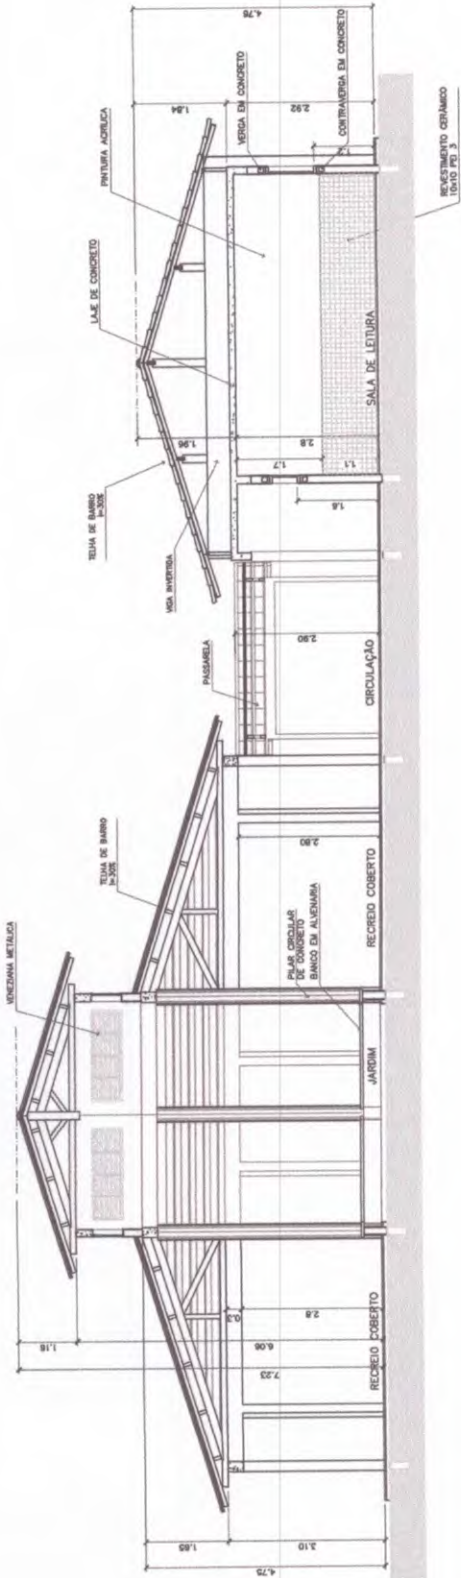 VENEZIANA METÁLICA
TELHA DE BARRO
i=30%
TELHA DE BARRO
i=30%
LAJE DE CONCRETO
PINTURA ACRÍLICA
VIGA INVERTIDA
PASSARELA
VERGA EM CONCRETO
CONTRAVERGA EM CONCRETO
PILAR CIRCULAR
DE CONCRETO
BANCO EM ALVENARIA
REVESTIMENTO CERÂMICO
10x10 PEI 3
RECREIO COBERTO
JARDIM
RECREIO COBERTO
CIRCULAÇÃO
SALA DE LEITURA
4.75
1.65
3.10
1.18
7.23
6.06
0.3
2.8
2.80
2.90
1.6
1.96
2.8
1.7
1.1
1.84
2.92
4.76